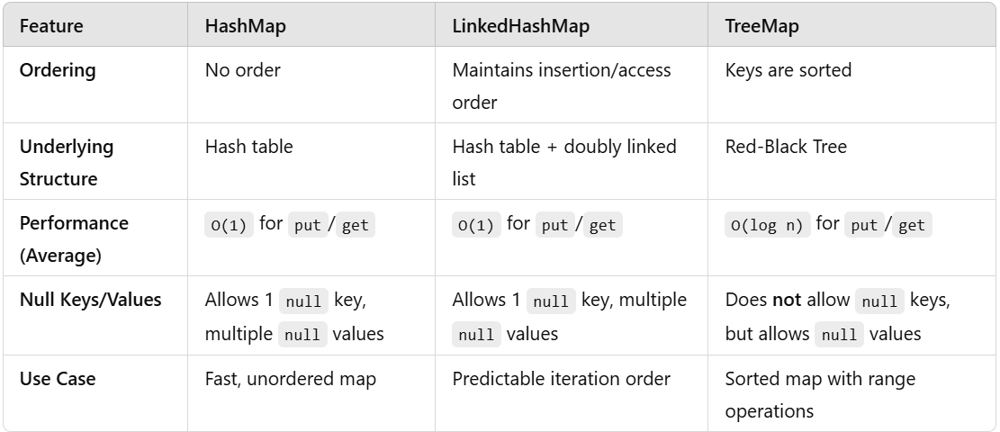 Feature HashMap LinkedHashMap TreeMap
Ordering No order Maintains insertion/access order Keys are sorted
Underlying Structure Hash table Hash table + doubly linked list Red-Black Tree
Performance (Average) O(1) for put / get O(1) for put / get O(log n) for put / get
Null Keys/Values Allows 1 null key, multiple null values Allows 1 null key, multiple null values Does not allow null keys, but allows null values
Use Case Fast, unordered map Predictable iteration order Sorted map with range operations